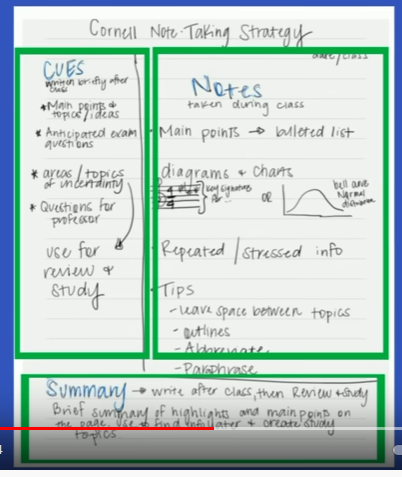 Cornell Note-Taking Strategy
date/class
CUES
written briefly after
class
* Main points &
topics/ideas
* Anticipated exam
questions
* areas/topics
of uncertainty
* Questions for
professor
use for
review &
study
Notes
taken during class
· Main points → bulleted list
· diagrams & charts
key signature
OR
bell curve
Normal
distribution
· Repeated/stressed info
· Tips
- leave space between topics
- outlines
- Abbreviate
- Paraphrase
Summary → write after class, then Review & study
Brief summary of highlights and main points on
the page. Use to find info later & create study
topics